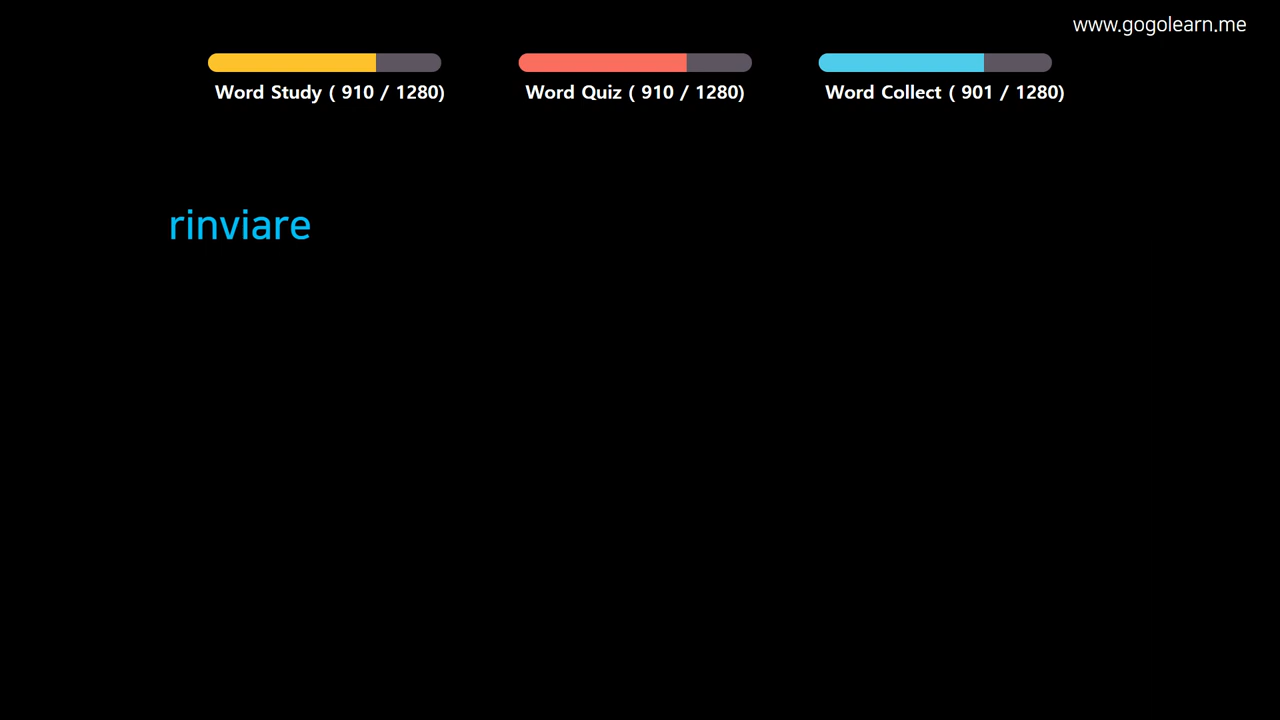 www.gogolearn.me
Word Study ( 910 / 1280)
Word Quiz ( 910 / 1280)
Word Collect ( 901 / 1280)
rinviare